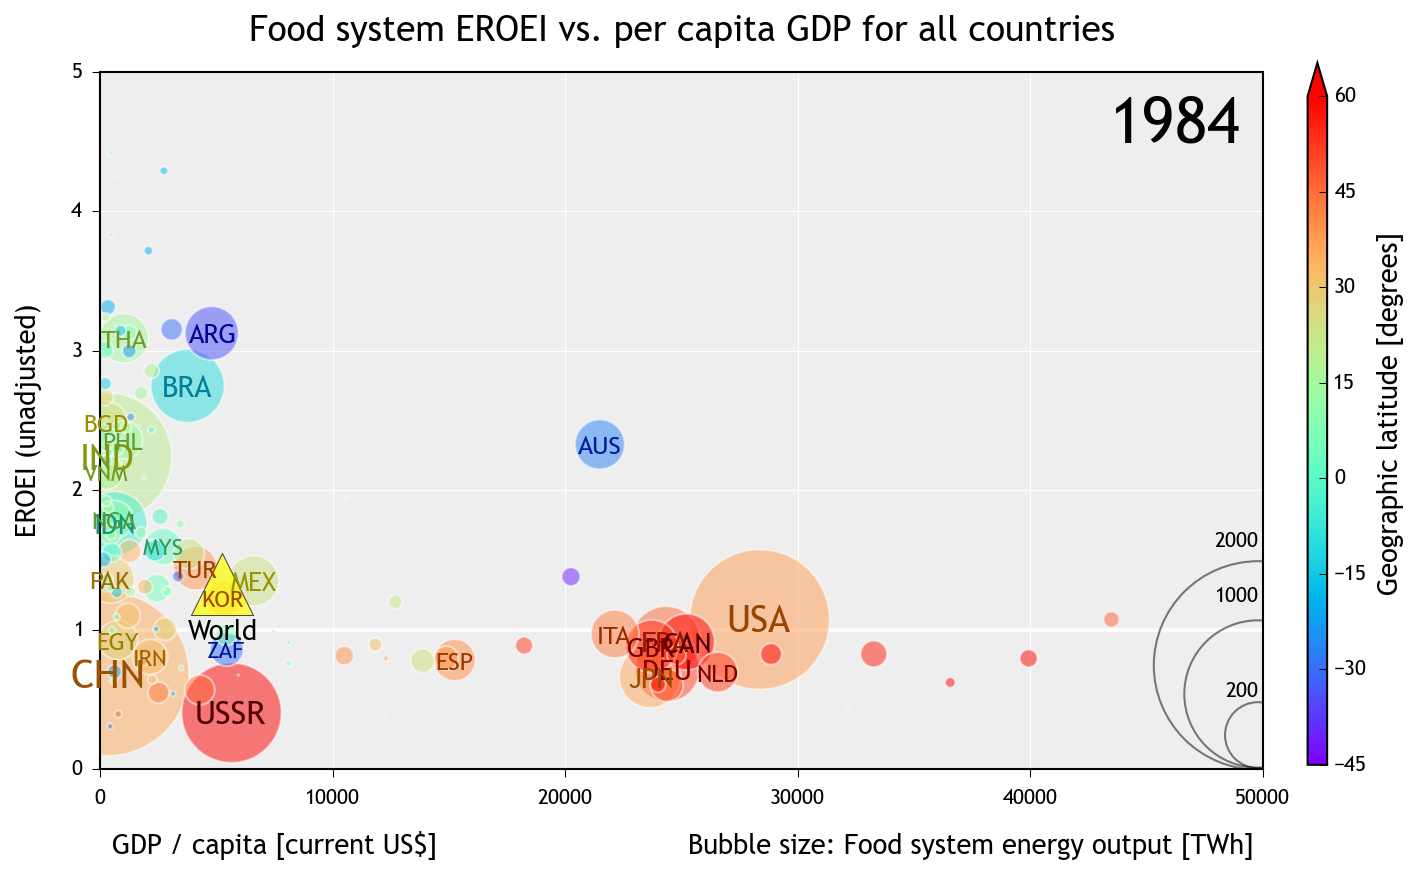 Food system EROEI vs. per capita GDP for all countries
1984
EROEI (unadjusted)
5
4
3
2
1
0
THA
ARG
BRA
BGD
PHL
IND
VNM
AUS
NGA
IDN
MYS
TUR
PAK
KOR
MEX
World
EGY
ZAF
IRN
CHN
USSR
ESP
ITA
FRA
GBR
CAN
DEU
JPN
NLD
USA
2000
1000
200
0
10000
20000
30000
40000
50000
GDP / capita [current US$]
Bubble size: Food system energy output [TWh]
60
45
30
15
0
−15
−30
−45
Geographic latitude [degrees]